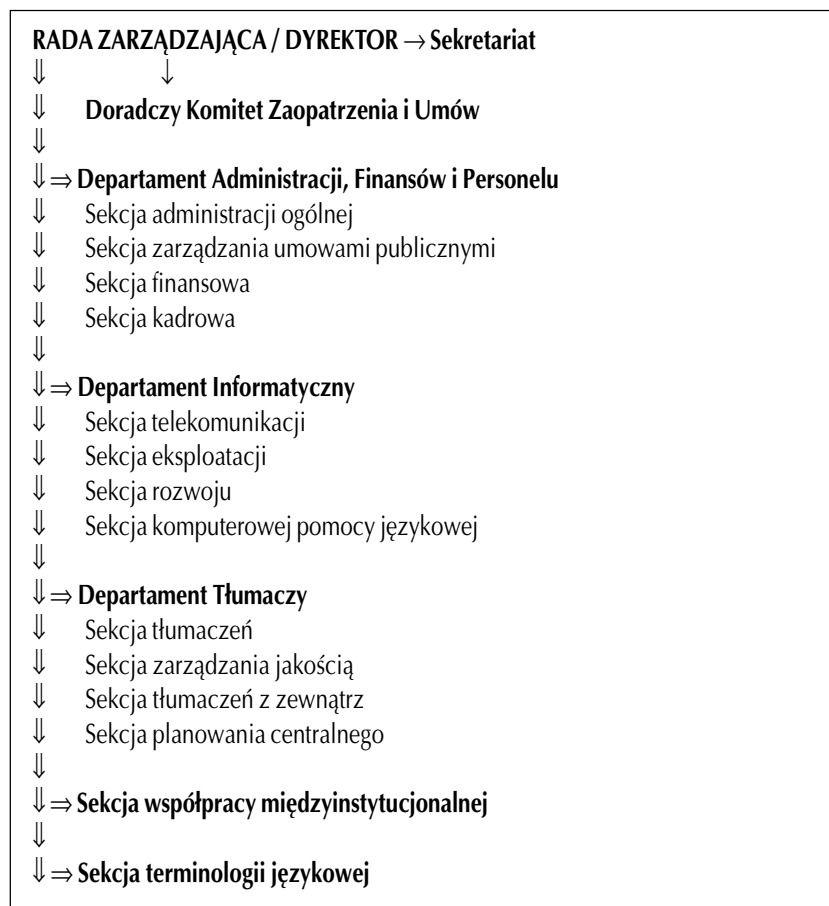 RADA ZARZĄDZAJĄCA / DYREKTOR → Sekretariat
⇓ ↓
⇓ Doradczy Komitet Zaopatrzenia i Umów
⇓
⇓ ⇒ Departament Administracji, Finansów i Personelu
⇓ Sekcja administracji ogólnej
⇓ Sekcja zarządzania umowami publicznymi
⇓ Sekcja finansowa
⇓ Sekcja kadrowa
⇓
⇓ ⇒ Departament Informatyczny
⇓ Sekcja telekomunikacji
⇓ Sekcja eksploatacji
⇓ Sekcja rozwoju
⇓ Sekcja komputerowej pomocy językowej
⇓
⇓ ⇒ Departament Tłumaczy
⇓ Sekcja tłumaczeń
⇓ Sekcja zarządzania jakością
⇓ Sekcja tłumaczeń z zewnątrz
⇓ Sekcja planowania centralnego
⇓
⇓ ⇒ Sekcja współpracy międzyinstytucjonalnej
⇓
⇓ ⇒ Sekcja terminologii językowej